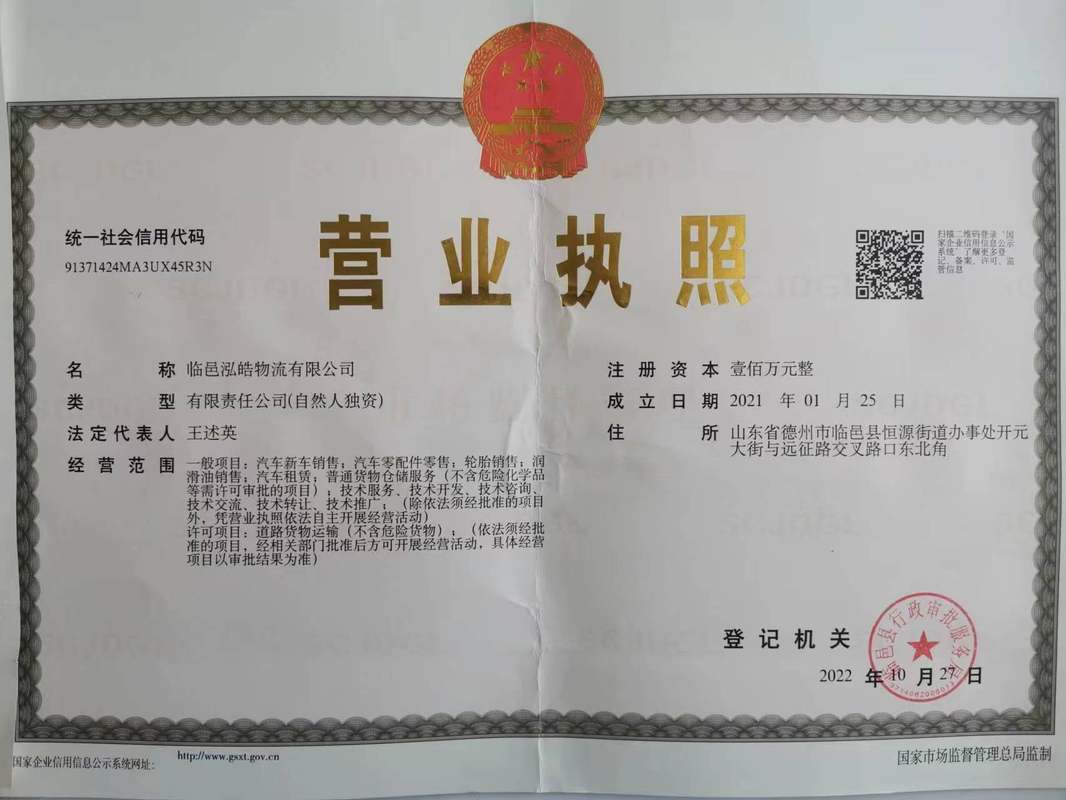 统一社会信用代码
91371424MA3UX45R3N
营业执照
扫描二维码登录'国
家企业信用信息公示
系统'了解更多登
记、备案、许可、监
管信息
名称 临邑泓皓物流有限公司
类型 有限责任公司(自然人独资)
法定代表人 王述英
经营范围 一般项目：汽车新车销售；汽车零配件零售；轮胎销售；润
滑油销售；汽车租赁；普通货物仓储服务（不含危险化学品
等需许可审批的项目）；技术服务、技术开发、技术咨询、
技术交流、技术转让、技术推广；（除依法须经批准的项目
外，凭营业执照依法自主开展经营活动）
许可项目：道路货物运输（不含危险货物）；（依法须经批
准的项目，经相关部门批准后方可开展经营活动，具体经营
项目以审批结果为准）
注册资本 壹佰万元整
成立日期 2021 年 01 月 25 日
住所 山东省德州市临邑县恒源街道办事处开元
大街与远征路交叉路口东北角
登记机关
临邑县行政审批服务局
2022 年 10 月 27 日
国家企业信用信息公示系统网址： http://www.gsxt.gov.cn
国家市场监督管理总局监制